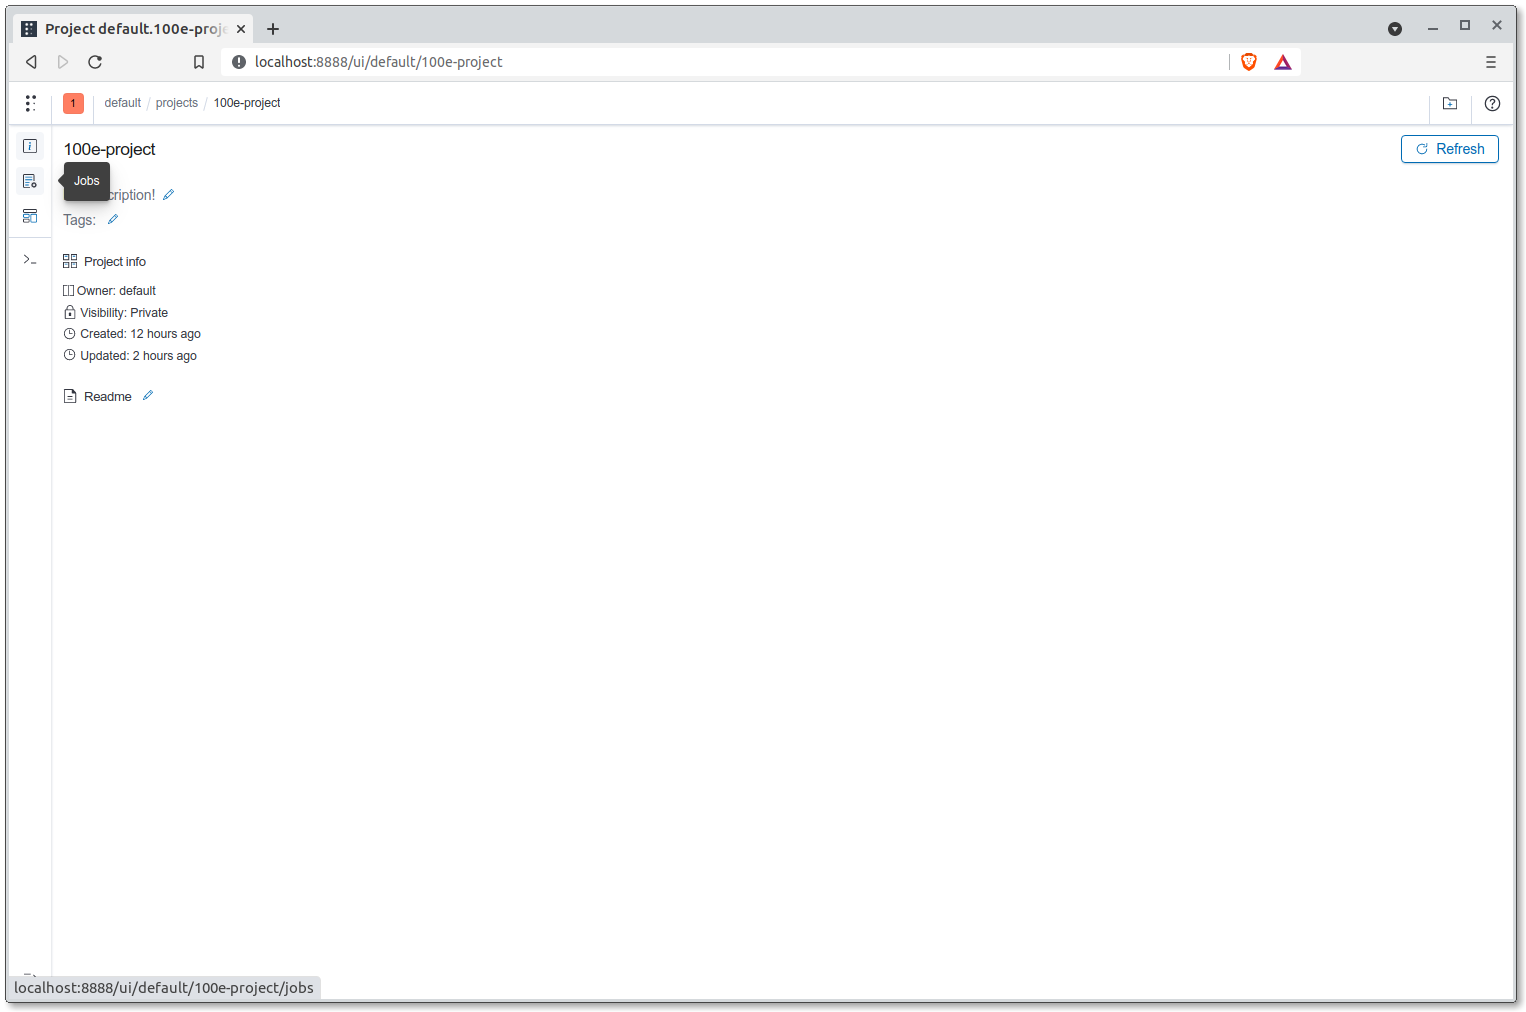 Project default.100e-proje
localhost:8888/ui/default/100e-project
1 default / projects / 100e-project
100e-project
Refresh
Jobs
cription!
Tags:
Project info
Owner: default
Visibility: Private
Created: 12 hours ago
Updated: 2 hours ago
Readme
localhost:8888/ui/default/100e-project/jobs